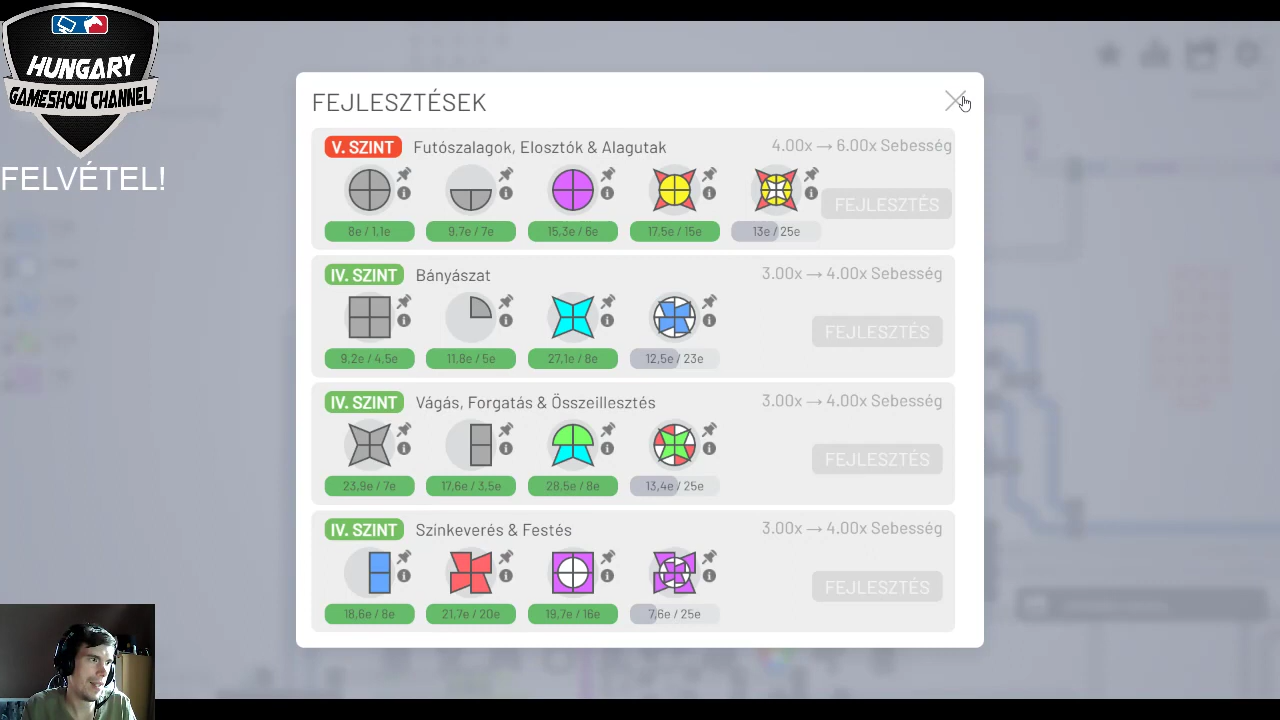 HUNGARY
GAMESHOW CHANNEL
FELVÉTEL!
FEJLESZTÉSEK
V. SZINT Futószalagok, Elosztók & Alagutak 4.00x → 6.00x Sebesség
FEJLESZTÉS
8e / 1,1e 9,7e / 7e 15,3e / 6e 17,5e / 15e 13e / 25e
IV. SZINT Bányászat 3.00x → 4.00x Sebesség
FEJLESZTÉS
9,2e / 4,5e 11,8e / 5e 27,1e / 8e 12,5e / 23e
IV. SZINT Vágás, Forgatás & Összeillesztés 3.00x → 4.00x Sebesség
FEJLESZTÉS
23,9e / 7e 17,6e / 3,5e 28,5e / 8e 13,4e / 25e
IV. SZINT Színkeverés & Festés 3.00x → 4.00x Sebesség
FEJLESZTÉS
18,6e / 8e 21,7e / 20e 19,7e / 16e 7,6e / 25e